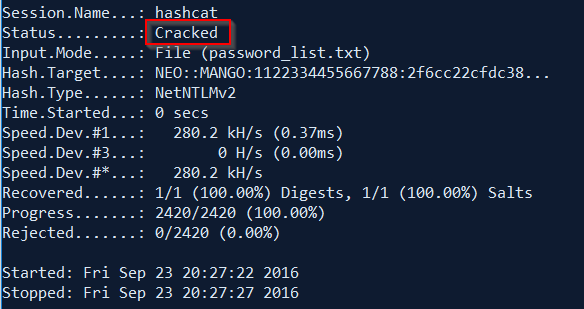 Session.Name...: hashcat
Status.........: Cracked
Input.Mode.....: File (password_list.txt)
Hash.Target....: NEO::MANGO:1122334455667788:2f6cc22cfdc38...
Hash.Type......: NetNTLMv2
Time.Started...: 0 secs
Speed.Dev.#1...:   280.2 kH/s (0.37ms)
Speed.Dev.#3...:        0 H/s (0.00ms)
Speed.Dev.#*...:   280.2 kH/s
Recovered......: 1/1 (100.00%) Digests, 1/1 (100.00%) Salts
Progress.......: 2420/2420 (100.00%)
Rejected.......: 0/2420 (0.00%)
Started: Fri Sep 23 20:27:22 2016
Stopped: Fri Sep 23 20:27:27 2016